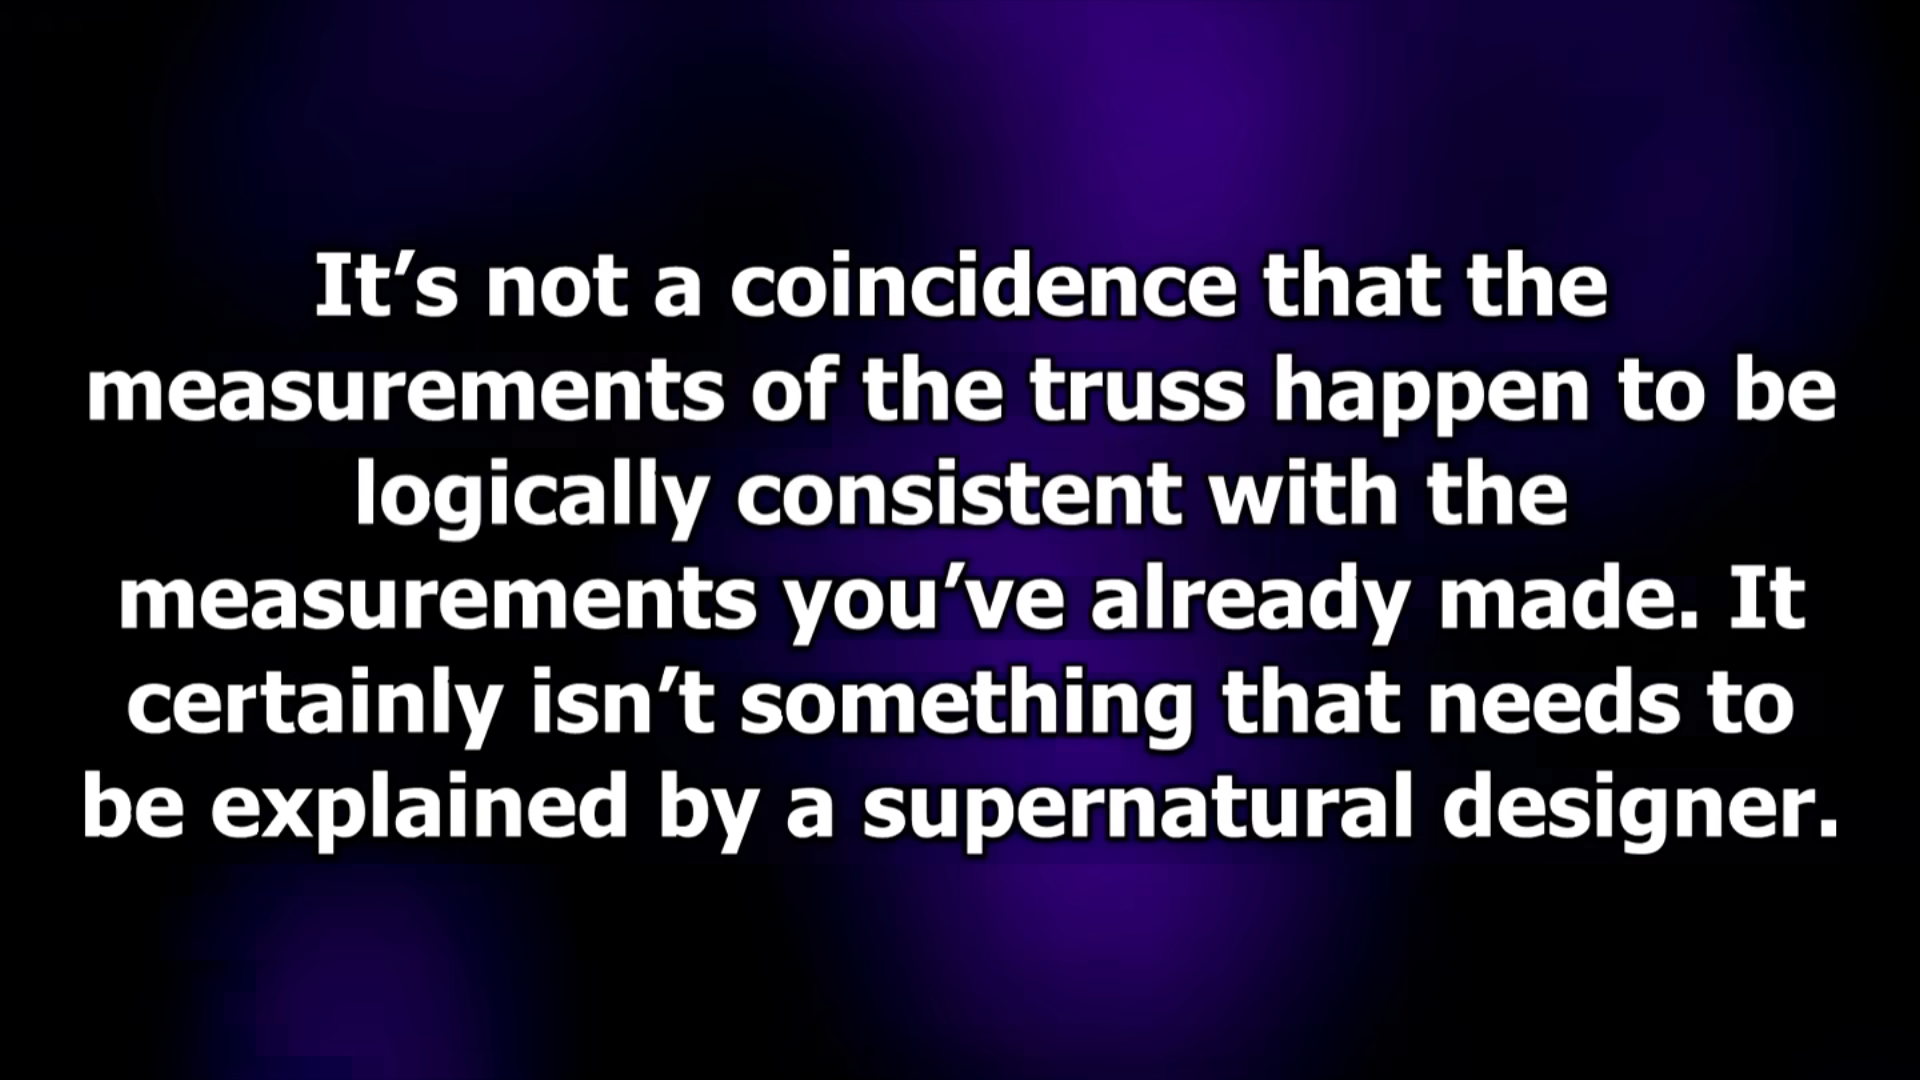 It’s not a coincidence that the
measurements of the truss happen to be
logically consistent with the
measurements you’ve already made. It
certainly isn’t something that needs to
be explained by a supernatural designer.